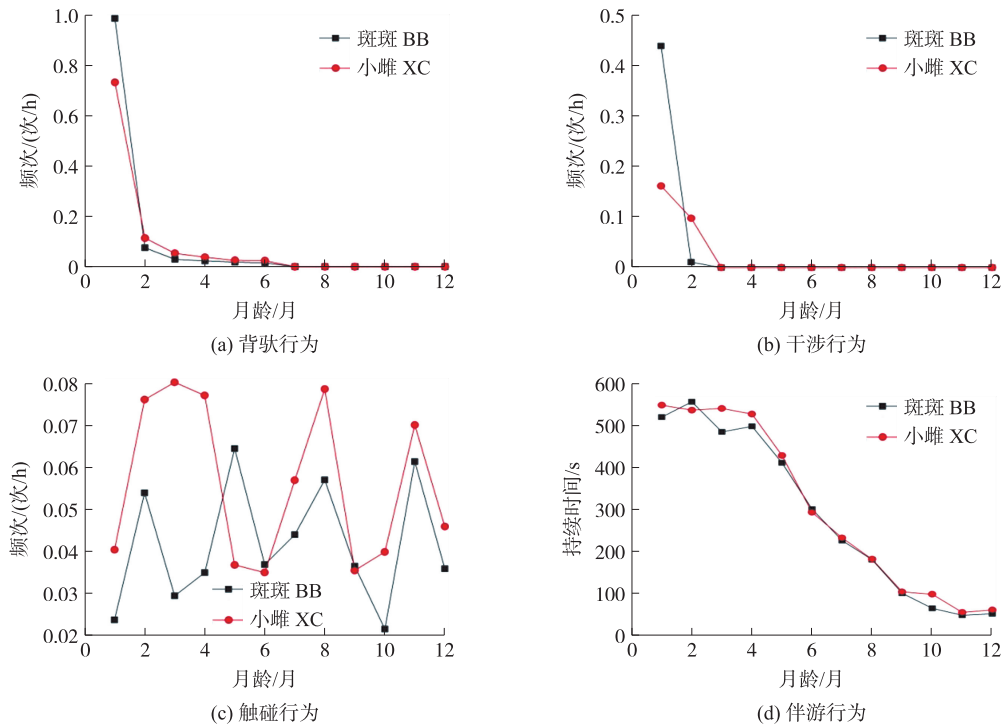 频次/(次/h)
1.0
0.8
0.6
0.4
0.2
0
0 2 4 6 8 10 12
月龄/月
斑斑 BB
小雌 XC
(a) 背驮行为
频次/(次/h)
0.5
0.4
0.3
0.2
0.1
0
0 2 4 6 8 10 12
月龄/月
斑斑 BB
小雌 XC
(b) 干涉行为
频次/(次/h)
0.08
0.07
0.06
0.05
0.04
0.03
0.02
0 2 4 6 8 10 12
月龄/月
斑斑 BB
小雌 XC
(c) 触碰行为
持续时间/s
600
500
400
300
200
100
0
0 2 4 6 8 10 12
月龄/月
斑斑 BB
小雌 XC
(d) 伴游行为